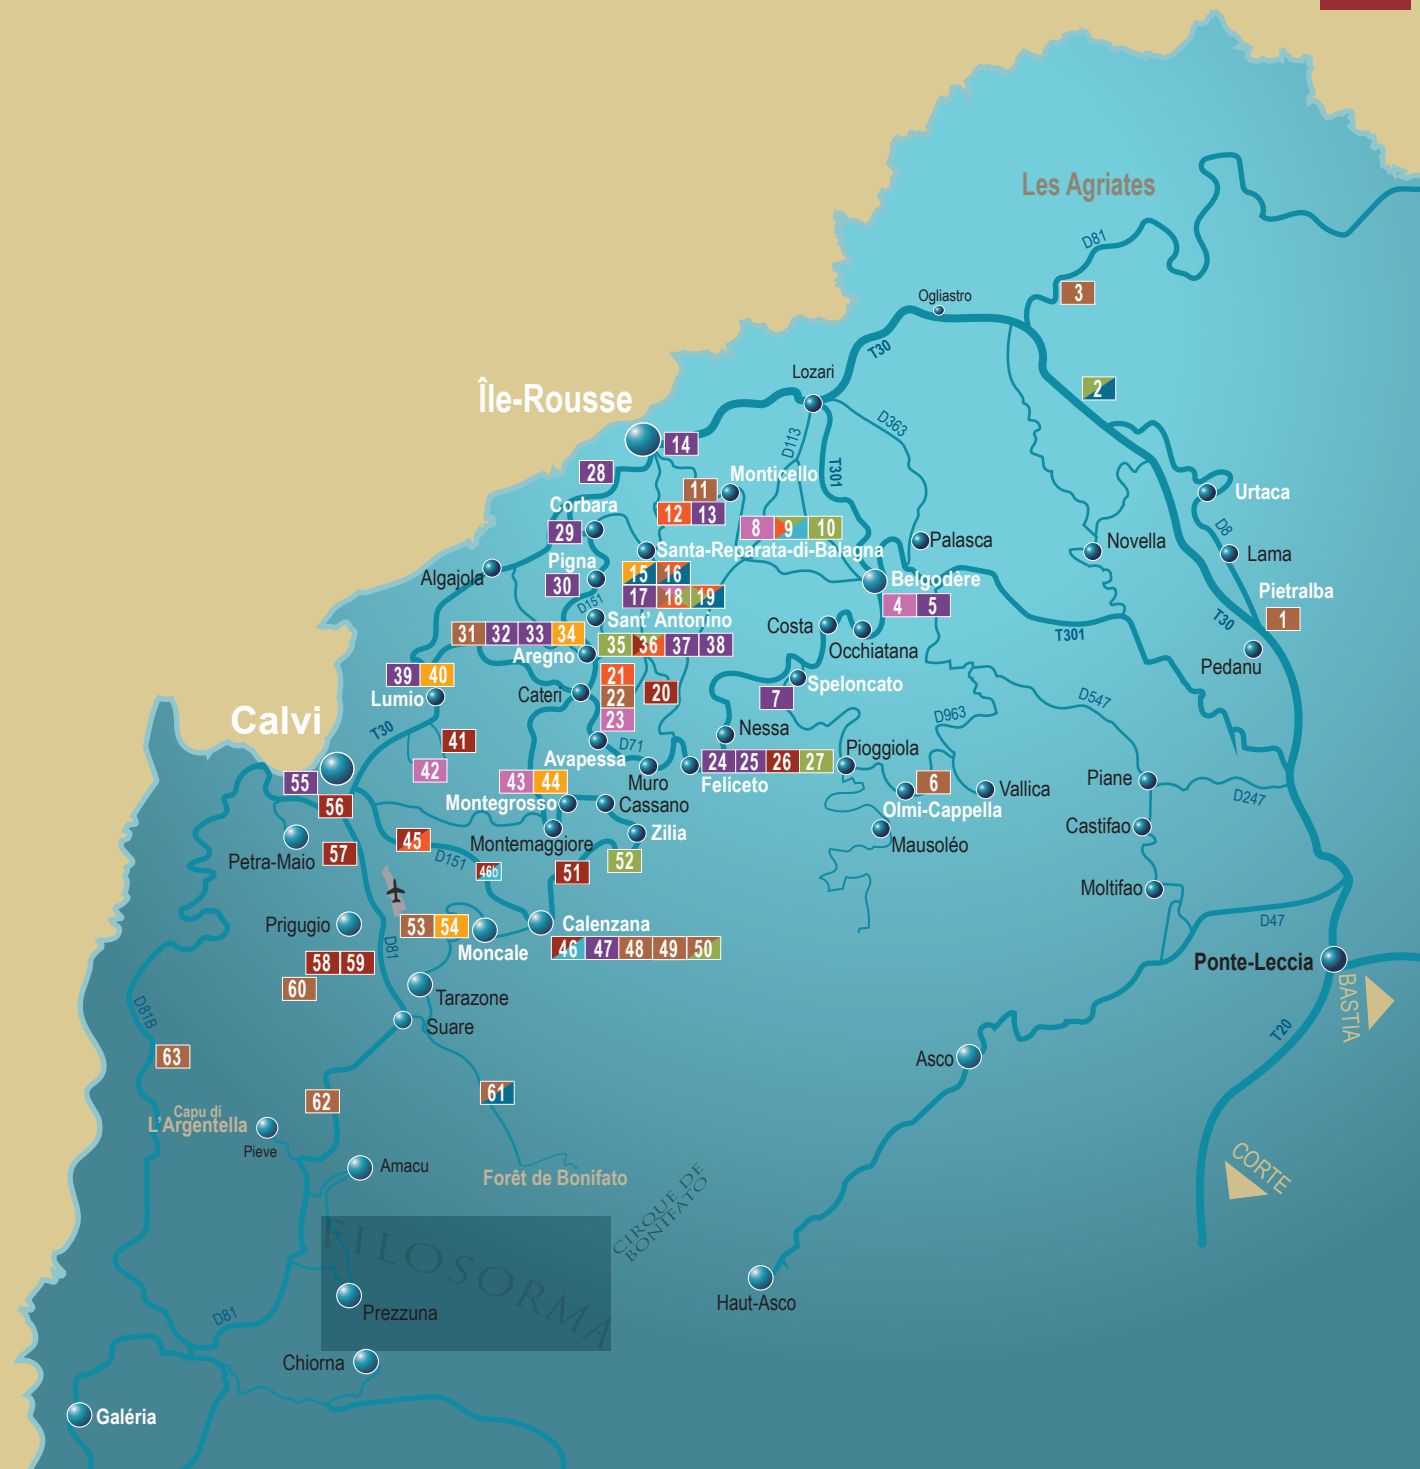 Les Agriates
D81
3
Ogliastro
T30
Lozari
2
Île-Rousse
D363
D113
14
T301
28
Monticello
11
Urtaca
Corbara
12 13
8 9 10
D8
29
Palasca
Novella
Santa-Reparata-di-Balagna
Lama
Pigna
Algajola
15 16
Belgodère
30
Pietralba
17 18 19
4 5
D151
1
Sant' Antonino
T30
Costa
31 32 33 34
T301
35 36 37 38
Occhiatana
Aregno
Pedanu
39 40
21
Speloncato
Cateri
22
20
7
Lumio
D547
Calvi
23
D963
T30
Nessa
41
D71
Pioggiola
Avapessa
24 25 26 27
42
55
43 44
Muro
Feliceto
6
Piane
Vallica
56
Montegrosso
Cassano
Olmi-Cappella
D247
Castifao
45
Montemaggiore
Zilia
Mausoléo
57
Petra-Maio
D151
52
46b
51
Moltifao
Prigugio
53 54
Calenzana
D47
D81
Moncale
46 47 48 49 50
58 59
Ponte-Leccia
60
Tarazone
BASTIA
D81B
Suare
T20
63
Asco
61
62
Capu di
L'Argentella
Pieve
Amacu
CORTE
Forêt de Bonifato
CIRQUE DE
BONIFATO
FILOSORMA
Prezzuna
Haut-Asco
D81
Chiorna
Galéria